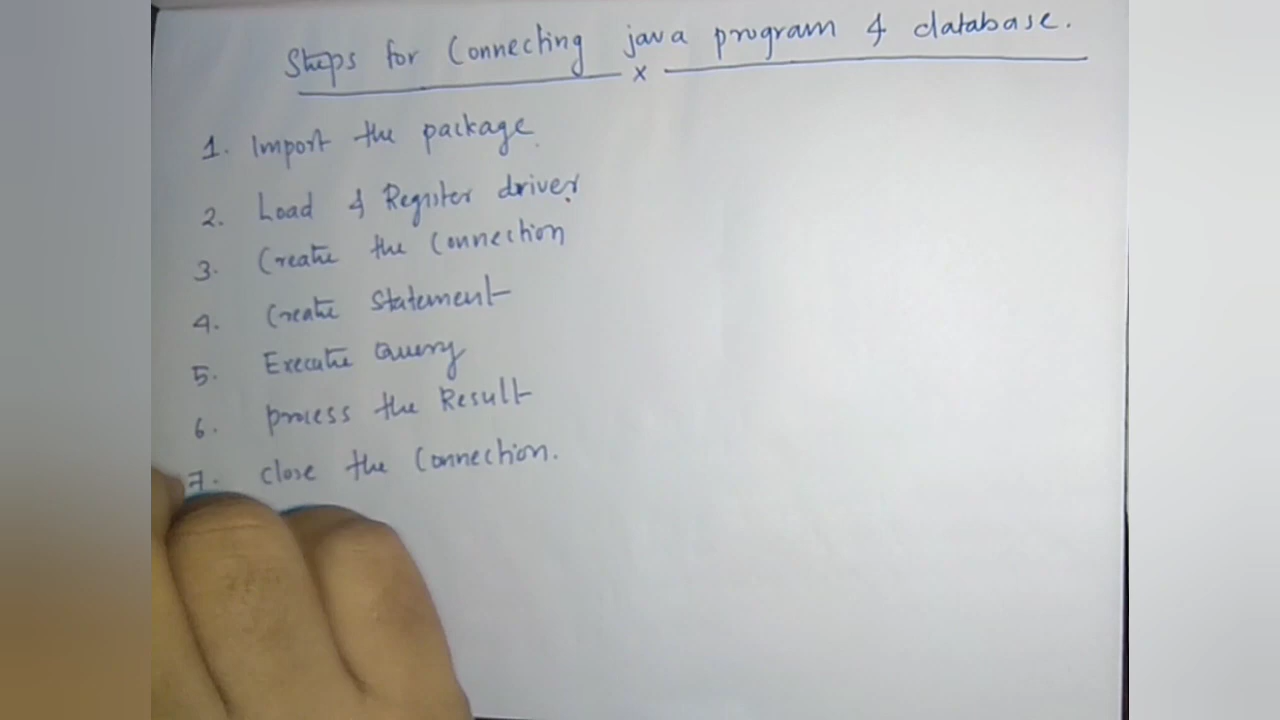 Steps for Connecting java program & database.
x
1. Import the package.
2. Load & Register driver
3. Create the Connection
4. Create Statement
5. Execute Query
6. process the Result
7. close the Connection.